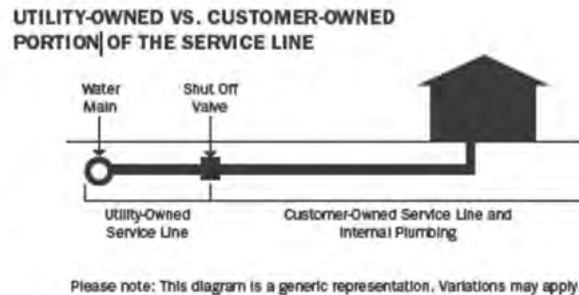 UTILITY-OWNED VS. CUSTOMER-OWNED
PORTION OF THE SERVICE LINE
Water
Main
Shut Off
Valve
Utility-Owned
Service Line
Customer-Owned Service Line and
Internal Plumbing
Please note: This diagram is a generic representation. Variations may apply